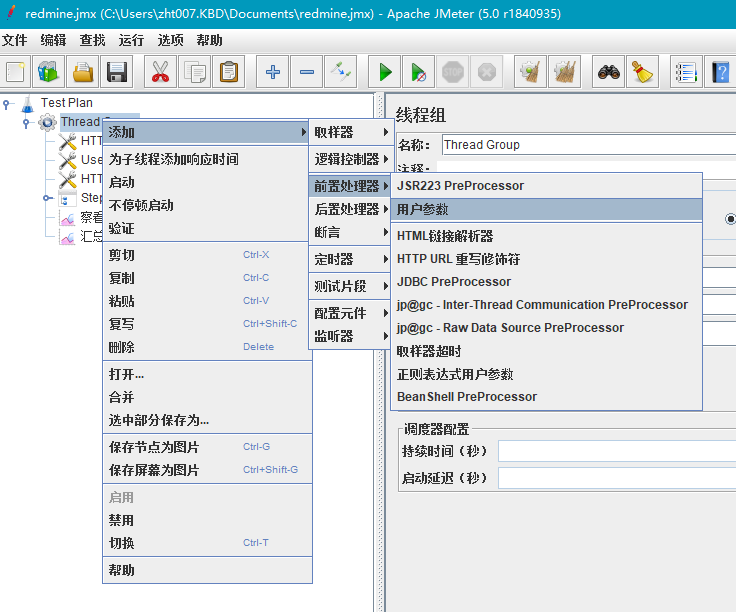 redmine.jmx (C:\Users\zht007.KBD\Documents\redmine.jmx) - Apache JMeter (5.0 r1840935)
文件 编辑 查找 运行 选项 帮助
STOP
Test Plan
Thread
HTT
Use
HTT
Step
察看
汇总
添加
为子线程添加响应时间
启动
不停顿启动
验证
剪切 Ctrl-X
复制 Ctrl-C
粘贴 Ctrl-V
复写 Ctrl+Shift-C
删除 Delete
打开...
合并
选中部分保存为...
保存节点为图片 Ctrl-G
保存屏幕为图片 Ctrl+Shift-G
启用
禁用
切换 Ctrl-T
帮助
取样器
逻辑控制器
前置处理器
后置处理器
断言
定时器
测试片段
配置元件
监听器
JSR223 PreProcessor
用户参数
HTML链接解析器
HTTP URL 重写修饰符
JDBC PreProcessor
jp@gc - Inter-Thread Communication PreProcessor
jp@gc - Raw Data Source PreProcessor
取样器超时
正则表达式用户参数
BeanShell PreProcessor
线程组
名称: Thread Group
注释:
调度器配置
持续时间（秒）
启动延迟（秒）